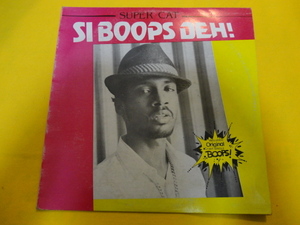 SUPER CAT
SI BOOPS DEH!
Original
BOOPS!